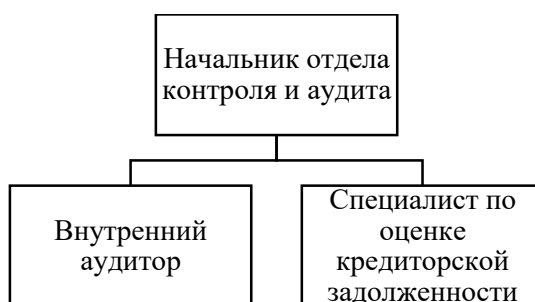 Начальник отдела
контроля и аудита
Внутренний
аудитор
Специалист по
оценке
кредиторской
задолженности